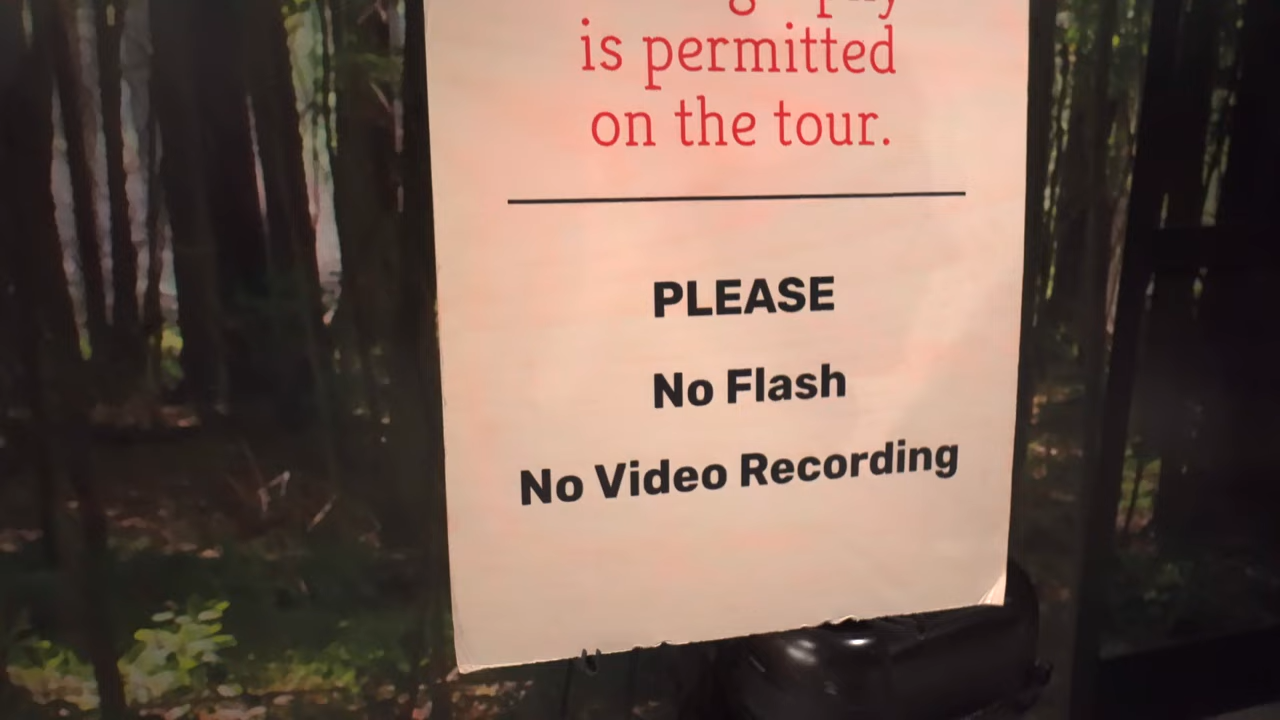 is permitted
on the tour.
PLEASE
No Flash
No Video Recording